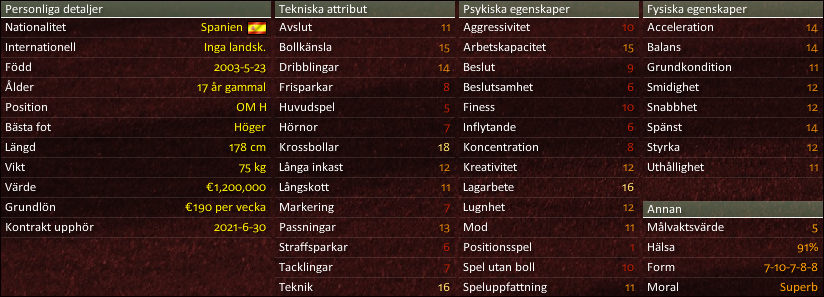 Personliga detaljer
Nationalitet Spanien
Internationell Inga landsk.
Född 2003-5-23
Ålder 17 år gammal
Position OM H
Bästa fot Höger
Längd 178 cm
Vikt 75 kg
Värde €1,200,000
Grundlön €190 per vecka
Kontrakt upphör 2021-6-30
Tekniska attribut
Avslut 11
Bollkänsla 15
Dribblingar 14
Frisparkar 8
Huvudspel 5
Hörnor 7
Krossbollar 18
Långa inkast 12
Långskott 11
Markering 7
Passningar 13
Straffsparkar 6
Tacklingar 7
Teknik 16
Psykiska egenskaper
Aggressivitet 10
Arbetskapacitet 15
Beslut 9
Beslutsamhet 6
Finess 10
Inflytande 6
Koncentration 8
Kreativitet 12
Lagarbete 16
Lugnhet 12
Mod 11
Positionsspel 1
Spel utan boll 10
Speluppfattning 11
Fysiska egenskaper
Acceleration 14
Balans 14
Grundkondition 11
Smidighet 12
Snabbhet 12
Spänst 14
Styrka 12
Uthållighet 11
Annan
Målvaktsvärde 5
Hälsa 91%
Form 7-10-7-8-8
Moral Superb